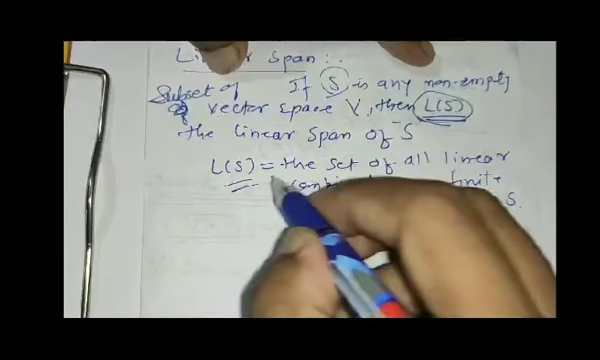 Linear Span :-
If S is any non-empty
Subset of vector space V, then L(S)
the linear span of S
L(S) = the set of all linear
finite
S.